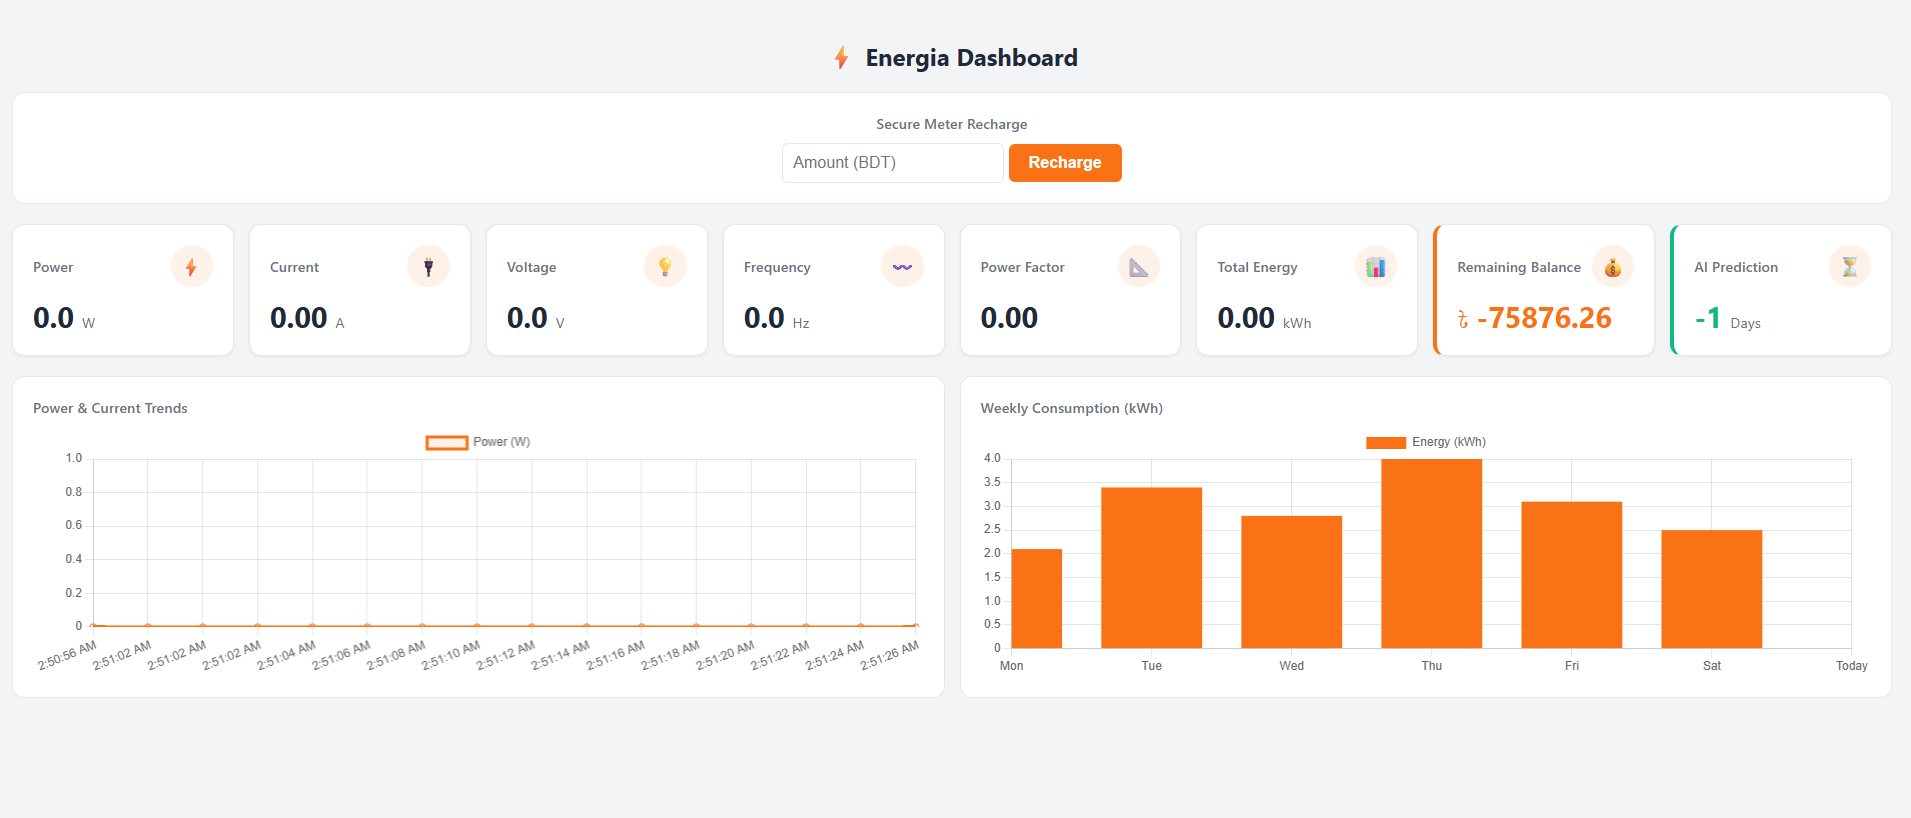 Energia Dashboard
Secure Meter Recharge
Amount (BDT)
Recharge
Power
0.0 W
Current
0.00 A
Voltage
0.0 V
Frequency
0.0 Hz
Power Factor
0.00
Total Energy
0.00 kWh
Remaining Balance
৳ -75876.26
AI Prediction
-1 Days
Power & Current Trends
Power (W)
1.0
0.8
0.6
0.4
0.2
0
2:50:56 AM
2:51:02 AM
2:51:02 AM
2:51:02 AM
2:51:04 AM
2:51:06 AM
2:51:08 AM
2:51:10 AM
2:51:12 AM
2:51:14 AM
2:51:16 AM
2:51:18 AM
2:51:20 AM
2:51:22 AM
2:51:24 AM
2:51:26 AM
Weekly Consumption (kWh)
Energy (kWh)
4.0
3.5
3.0
2.5
2.0
1.5
1.0
0.5
0
Mon
Tue
Wed
Thu
Fri
Sat
Today